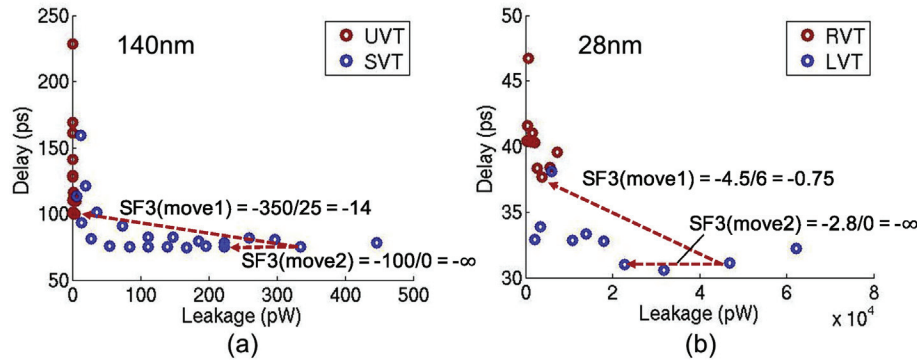 250
200
150
100
50
0
100
200
300
400
500
Delay (ps)
Leakage (pW)
140nm
UVT
SVT
SF3(move1) = -350/25 = -14
SF3(move2) = -100/0 = -∞
(a)
50
45
40
35
30
0
2
4
6
8
x 10⁴
Delay (ps)
Leakage (pW)
28nm
RVT
LVT
SF3(move1) = -4.5/6 = -0.75
SF3(move2) = -2.8/0 = -∞
(b)